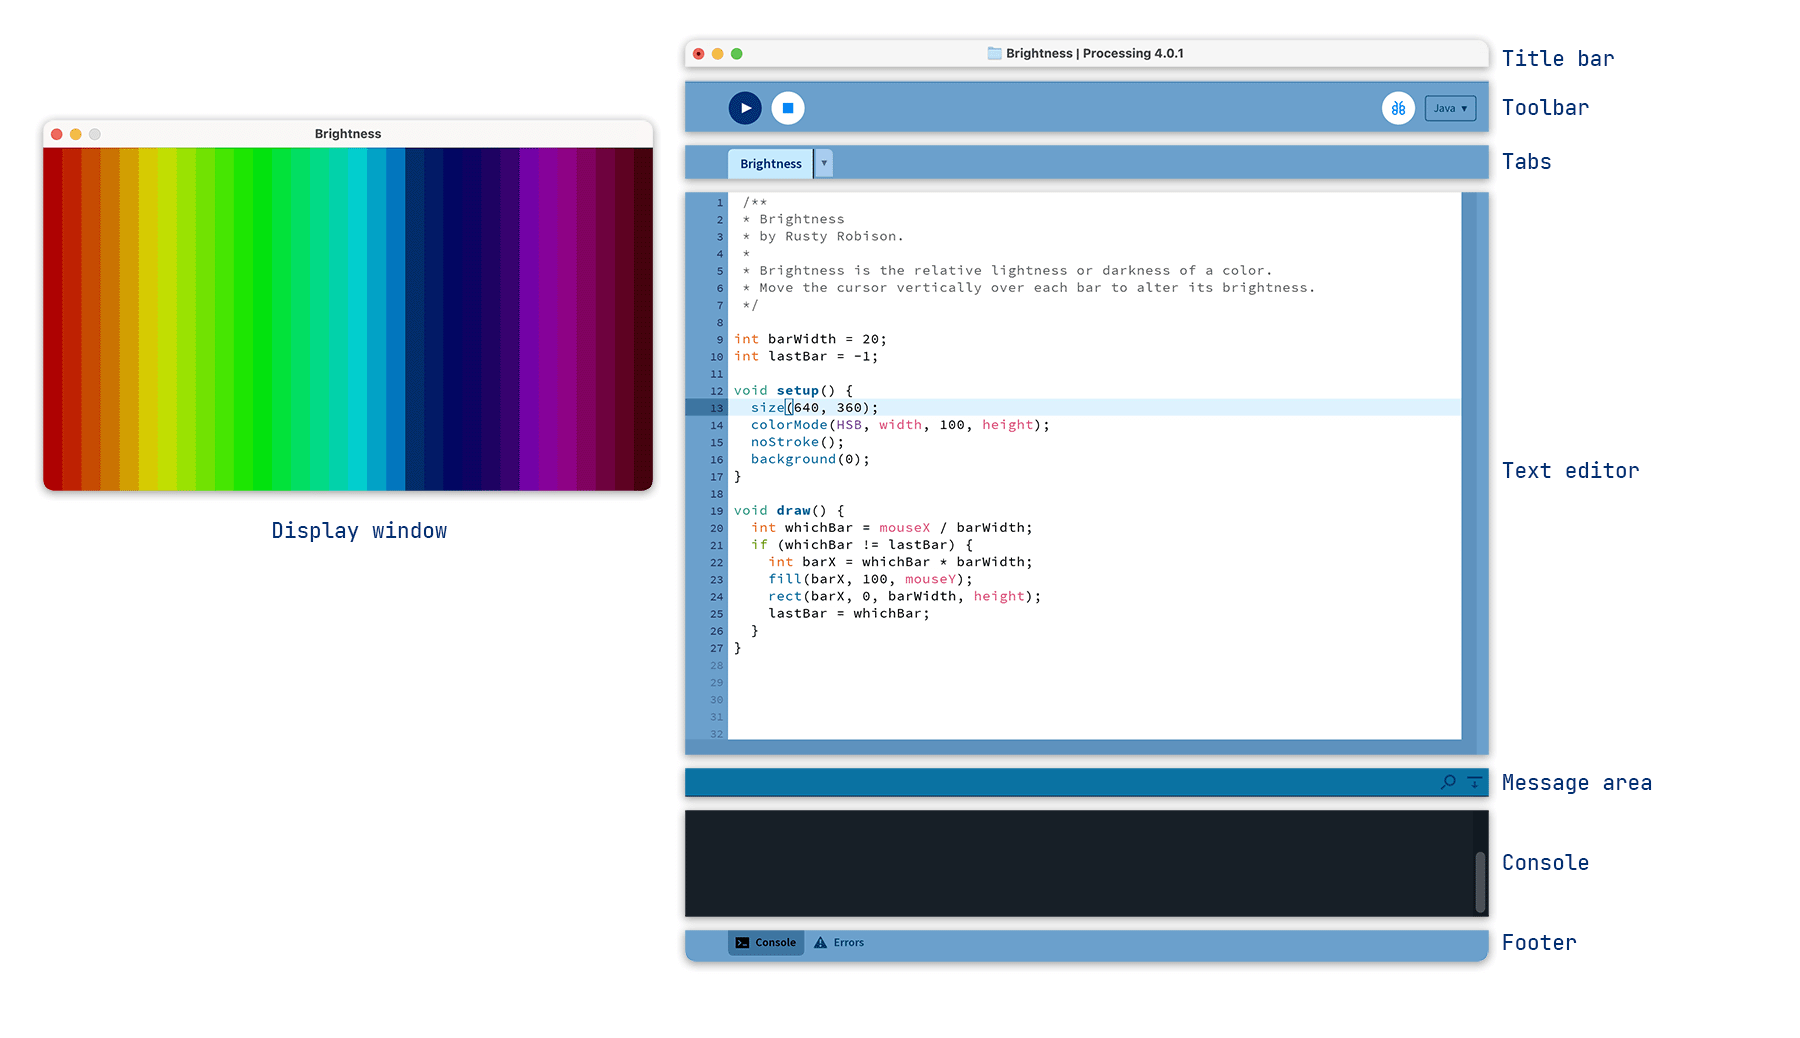 Brightness
Display window
Brightness | Processing 4.0.1
Title bar
Java ▾
Toolbar
Brightness ▾
Tabs
1 /**
2 * Brightness
3 * by Rusty Robison.
4 *
5 * Brightness is the relative lightness or darkness of a color.
6 * Move the cursor vertically over each bar to alter its brightness.
7 */
8
9 int barWidth = 20;
10 int lastBar = -1;
11
12 void setup() {
13   size(640, 360);
14   colorMode(HSB, width, 100, height);
15   noStroke();
16   background(0);
17 }
18
19 void draw() {
20   int whichBar = mouseX / barWidth;
21   if (whichBar != lastBar) {
22     int barX = whichBar * barWidth;
23     fill(barX, 100, mouseY);
24     rect(barX, 0, barWidth, height);
25     lastBar = whichBar;
26   }
27 }
28
29
30
31
32
Text editor
Message area
Console
Console Errors
Footer